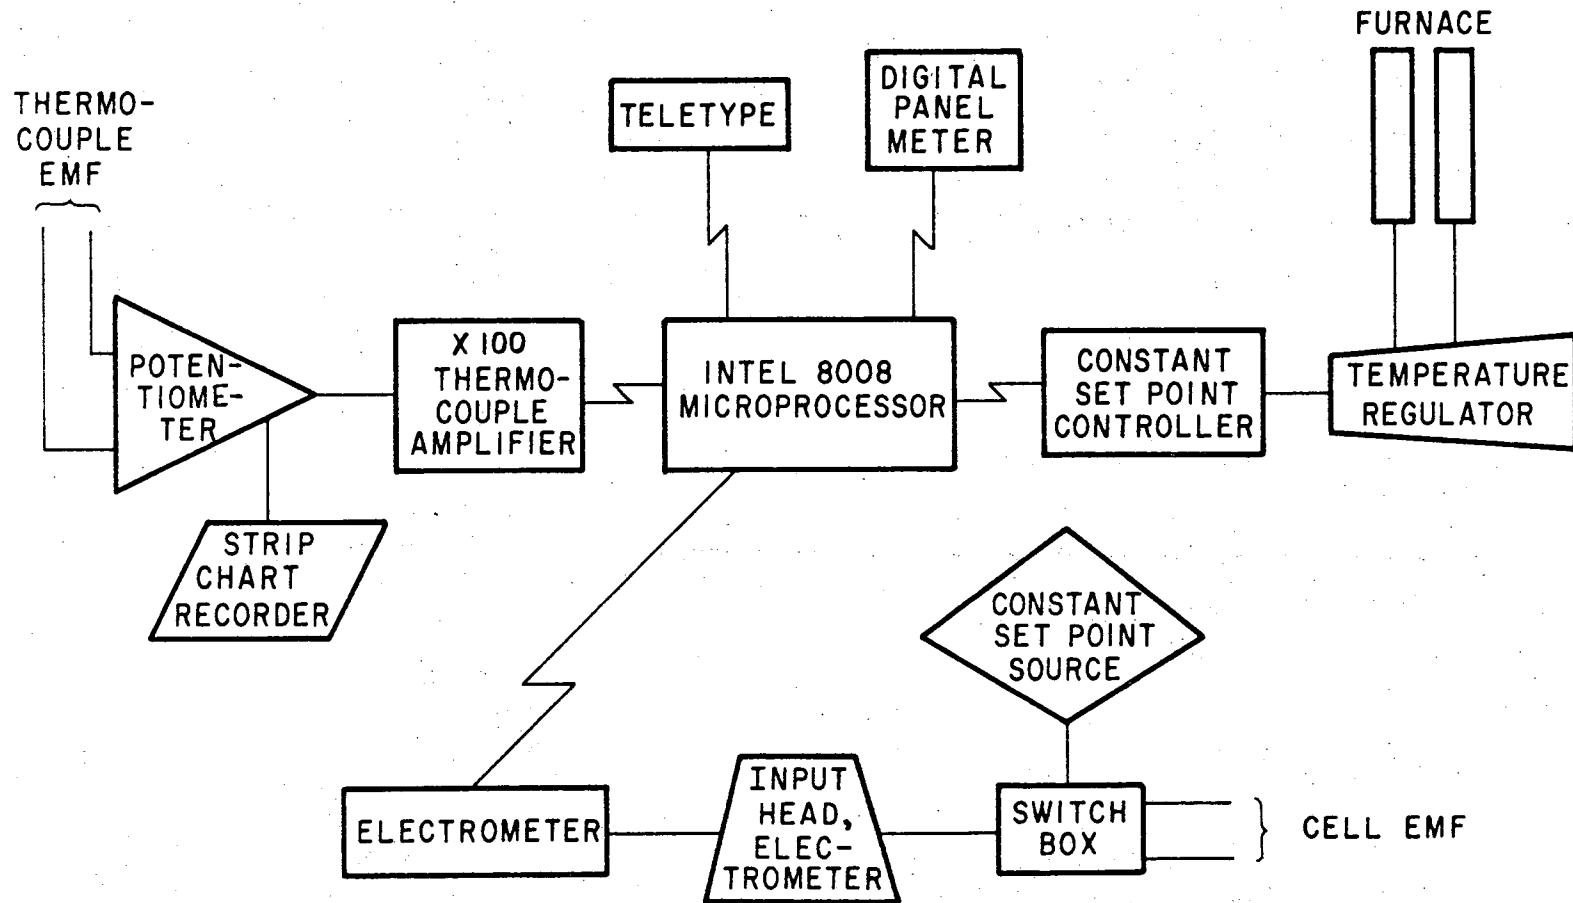 FURNACE
THERMO-
COUPLE
EMF
TELETYPE
DIGITAL
PANEL
METER
POTEN-
TIOME-
TER
X 100
THERMO-
COUPLE
AMPLIFIER
INTEL 8008
MICROPROCESSOR
CONSTANT
SET POINT
CONTROLLER
TEMPERATURE
REGULATOR
STRIP
CHART
RECORDER
CONSTANT
SET POINT
SOURCE
ELECTROMETER
INPUT
HEAD,
ELEC-
TROMETER
SWITCH
BOX
CELL EMF